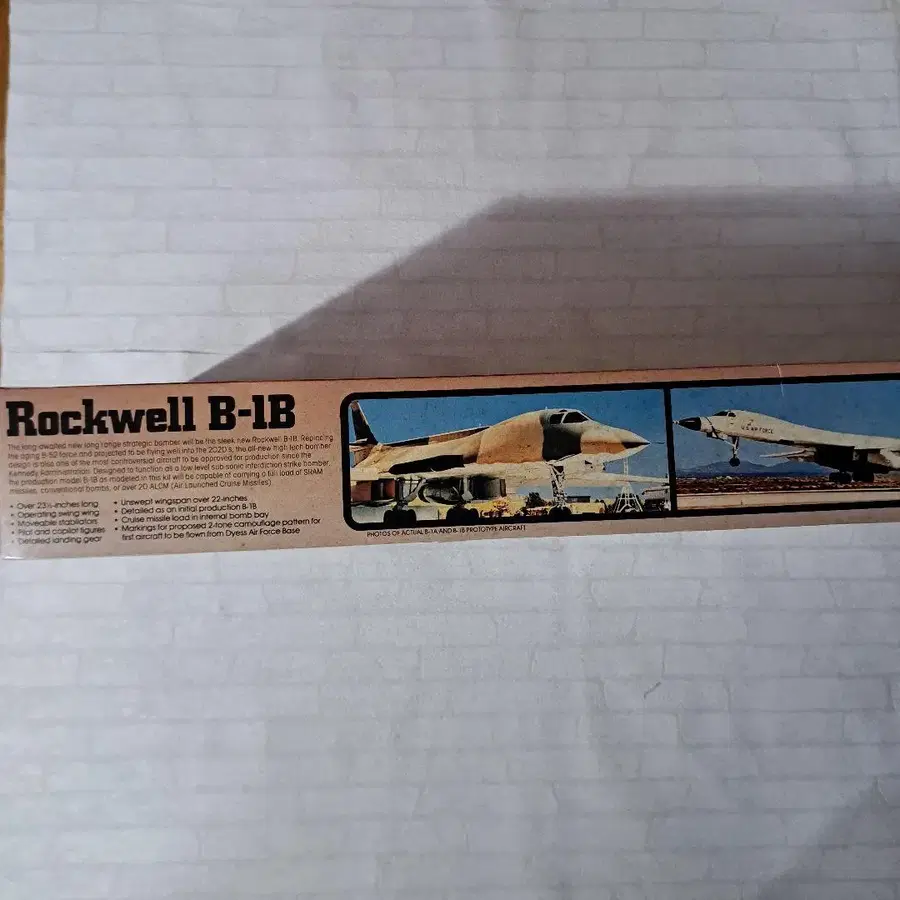 Rockwell B-1B
The long-awaited new long range strategic bomber will be the sleek new Rockwell B-1B. Replacing
the aging B-52 force and projected to be flying well into the 2020's, the all-new high tech bomber
design is also one of the most controversial aircraft to be approved for production since the
Kennedy Administration. Designed to function as a low level sub sonic interdiction strike bomber,
the production model B-1B as modeled in this kit will be capable of carrying a full load of SRAM
missiles, conventional bombs, or over 20 ALCM (Air Launched Cruise Missiles).
• Over 23½-inches long
• Operating swing wing
• Moveable stabilators
• Pilot and copilot figures
• Detailed landing gear
• Unswept wingspan over 22-inches
• Detailed as an initial production B-1B
• Cruise missile load in internal bomb bay
• Markings for proposed 2-tone camouflage pattern for
first aircraft to be flown from Dyess Air Force Base
PHOTOS OF ACTUAL B-1A AND B-1B PROTOTYPE AIRCRAFT
U.S. AIR FORCE